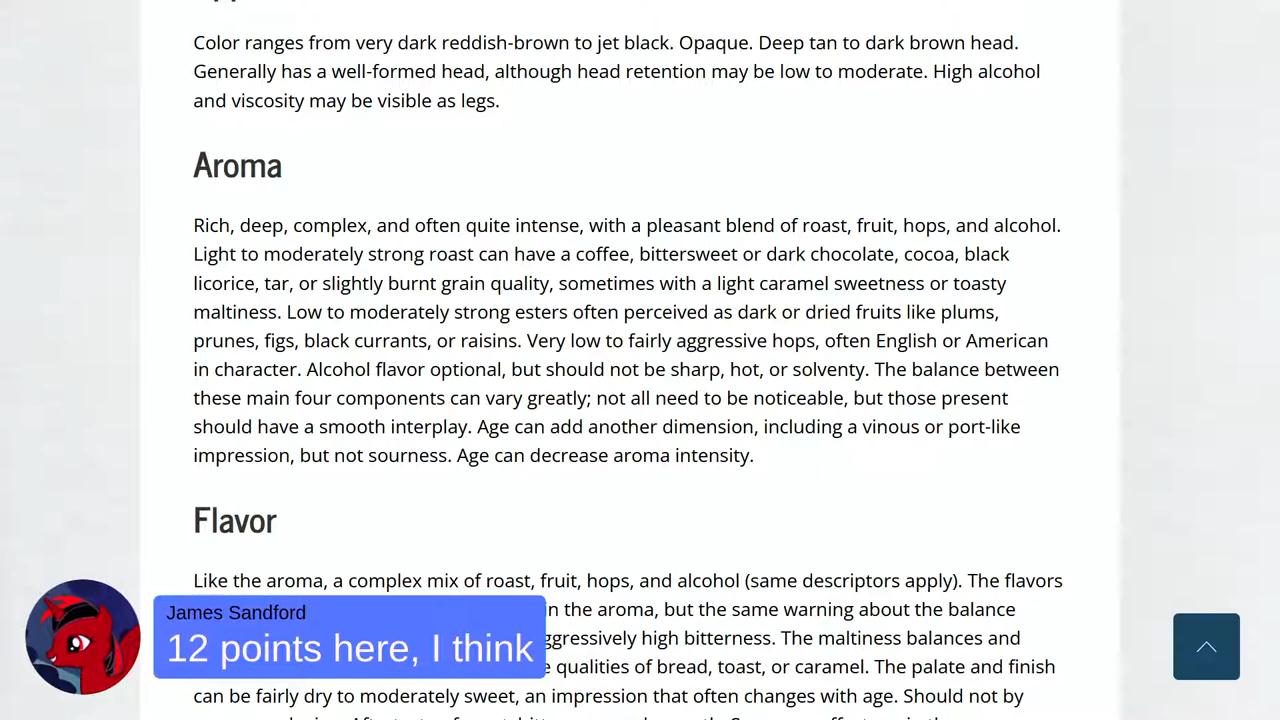 Color ranges from very dark reddish-brown to jet black. Opaque. Deep tan to dark brown head.
Generally has a well-formed head, although head retention may be low to moderate. High alcohol
and viscosity may be visible as legs.
Aroma
Rich, deep, complex, and often quite intense, with a pleasant blend of roast, fruit, hops, and alcohol.
Light to moderately strong roast can have a coffee, bittersweet or dark chocolate, cocoa, black
licorice, tar, or slightly burnt grain quality, sometimes with a light caramel sweetness or toasty
maltiness. Low to moderately strong esters often perceived as dark or dried fruits like plums,
prunes, figs, black currants, or raisins. Very low to fairly aggressive hops, often English or American
in character. Alcohol flavor optional, but should not be sharp, hot, or solventy. The balance between
these main four components can vary greatly; not all need to be noticeable, but those present
should have a smooth interplay. Age can add another dimension, including a vinous or port-like
impression, but not sourness. Age can decrease aroma intensity.
Flavor
Like the aroma, a complex mix of roast, fruit, hops, and alcohol (same descriptors apply). The flavors
in the aroma, but the same warning about the balance
high bitterness. The maltiness balances and
qualities of bread, toast, or caramel. The palate and finish
can be fairly dry to moderately sweet, an impression that often changes with age. Should not by
James Sandford
12 points here, I think